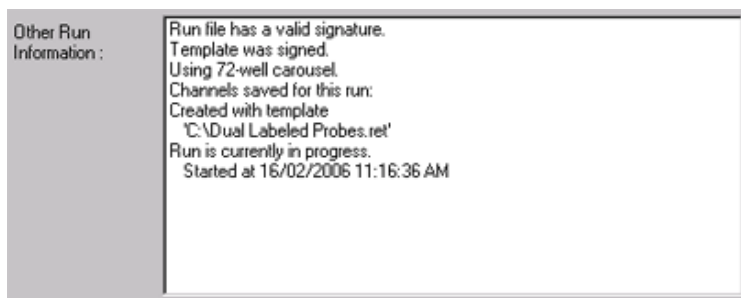 Other Run
Information :
Run file has a valid signature.
Template was signed.
Using 72-well carousel.
Channels saved for this run:
Created with template
'C:\Dual Labeled Probes.ret'
Run is currently in progress.
Started at 16/02/2006 11:16:36 AM